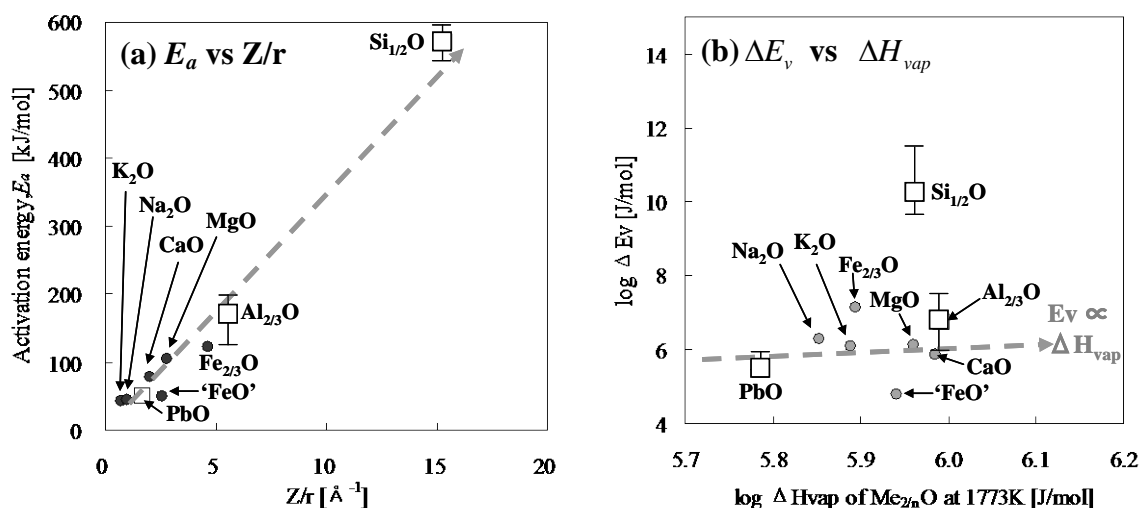 (a) Eₐ vs Z/r
Activation energy,Eₐ [kJ/mol]
600
500
400
300
200
100
0
0
5
10
15
20
Z/r [Å⁻¹]
Si₁/₂O
K₂O
Na₂O
MgO
CaO
Al₂/₃O
Fe₂/₃O
‘FeO’
PbO
(b) ΔEᵥ vs ΔHᵥₐₚ
log Δ Ev [J/mol]
14
12
10
8
6
4
5.7
5.8
5.9
6.0
6.1
6.2
log Δ Hvap of Me₂/ₙO at 1773K [J/mol]
Si₁/₂O
Na₂O
K₂O
Fe₂/₃O
MgO
Al₂/₃O
Ev ∝
Δ Hᵥₐₚ
CaO
PbO
‘FeO’